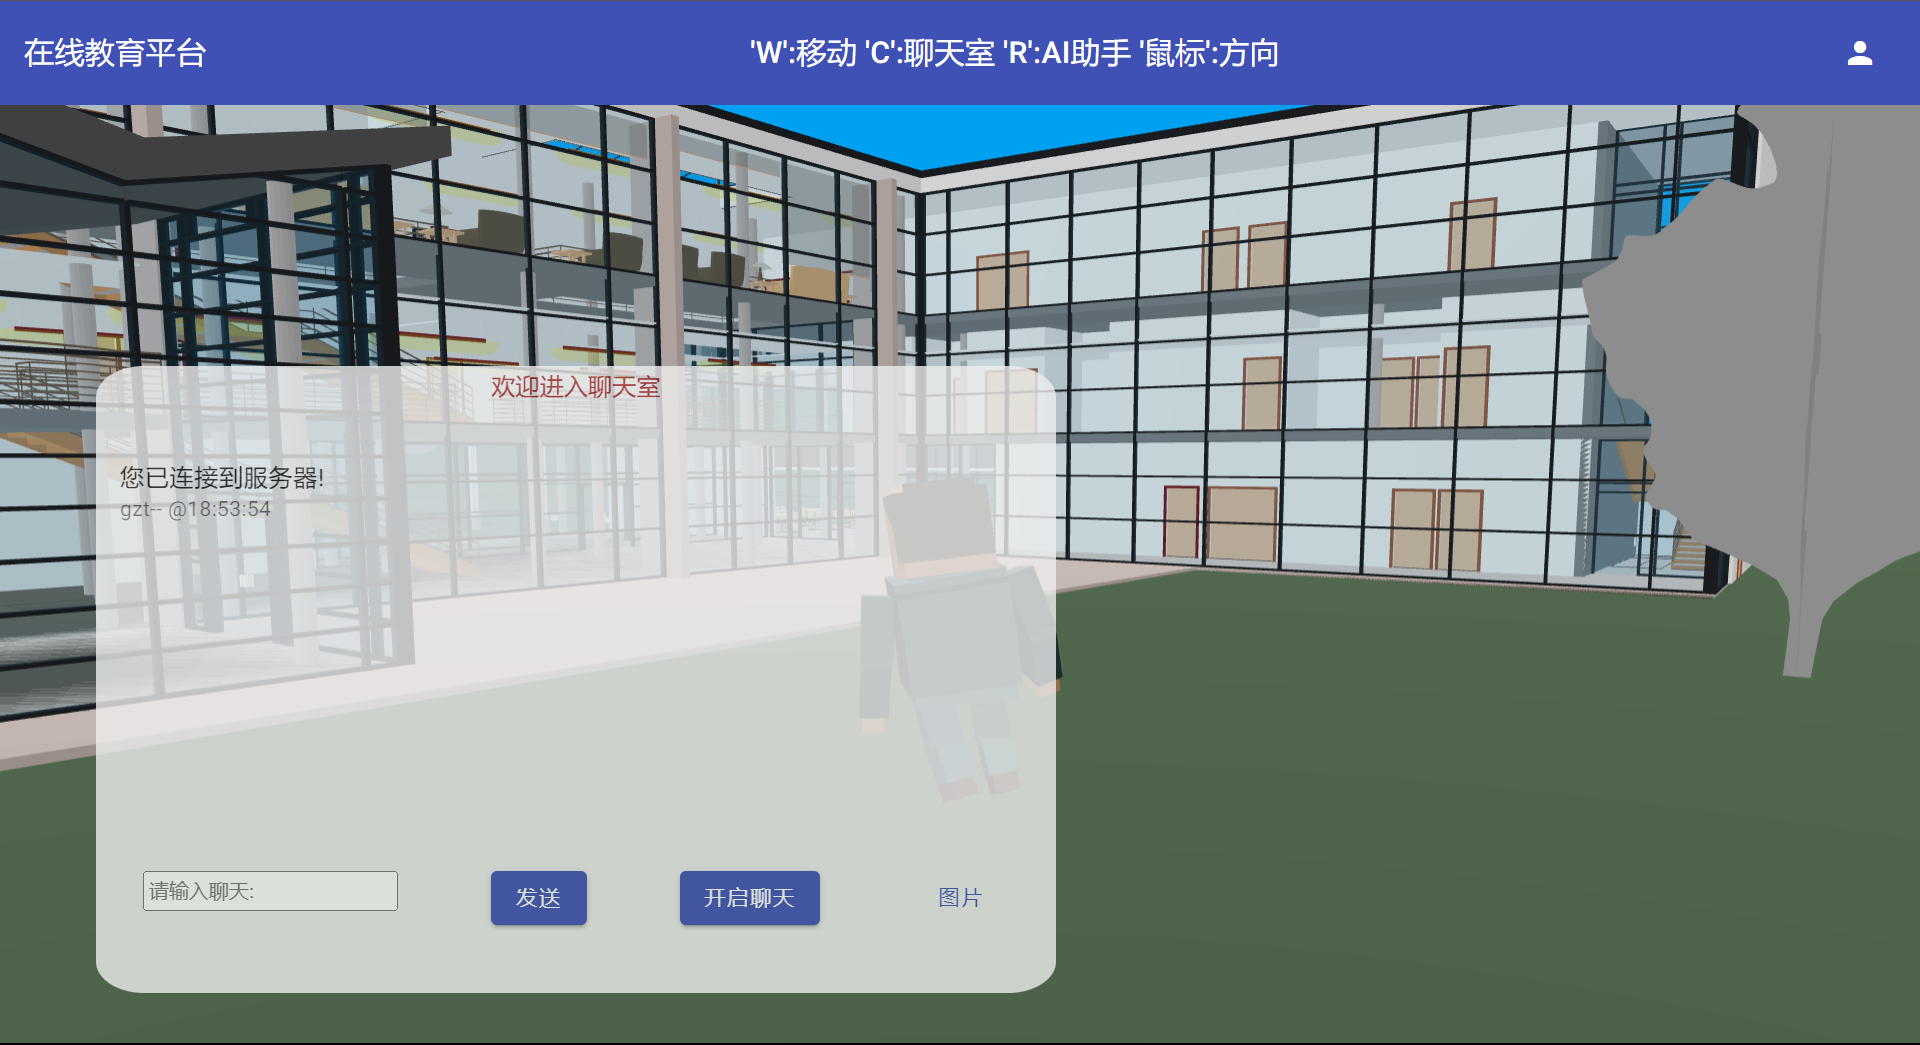 在线教育平台
'W':移动 'C':聊天室 'R':AI助手 '鼠标':方向
欢迎进入聊天室
您已连接到服务器!
gzt-- @18:53:54
请输入聊天:
发送
开启聊天
图片